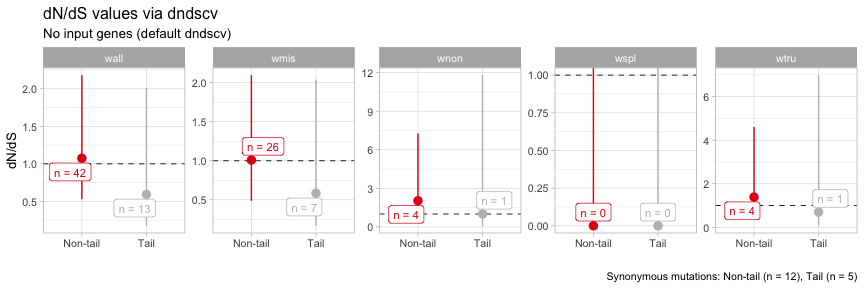 dN/dS values via dndscv
No input genes (default dndscv)
wall
wmis
wnon
wspl
wtru
dN/dS
2.0
1.5
1.0
0.5
n = 42
n = 13
Non-tail
Tail
2.0
1.5
1.0
0.5
n = 26
n = 7
Non-tail
Tail
12
9
6
3
0
n = 4
n = 1
Non-tail
Tail
1.00
0.75
0.50
0.25
0.00
n = 0
n = 0
Non-tail
Tail
6
4
2
0
n = 4
n = 1
Non-tail
Tail
Synonymous mutations: Non-tail (n = 12), Tail (n = 5)